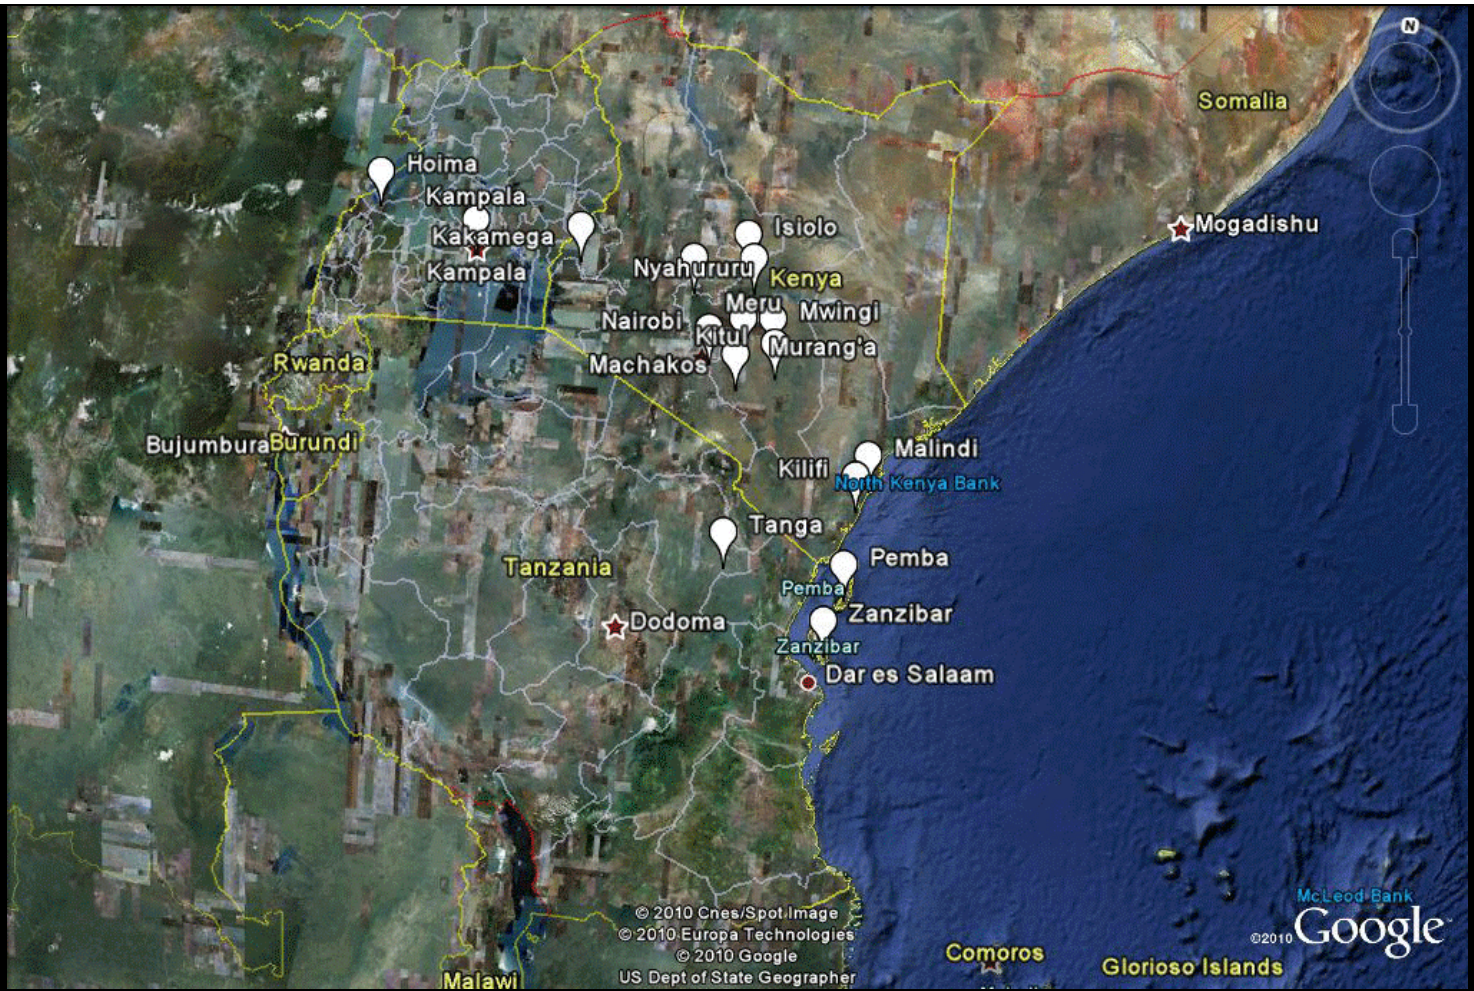 N
Somalia
Hoima
Kampala
Mogadishu
Isiolo
Kakamega
Nyahururu
Kampala
Kenya
Meru
Mwingi
Nairobi
Kitui
Murang'a
Rwanda
Machakos
Bujumbura
Burundi
Malindi
Kilifi
North Kenya Bank
Tanga
Pemba
Tanzania
Pemba
Zanzibar
Dodoma
Zanzibar
Dar es Salaam
McLeod Bank
© 2010 Cnes/Spot Image
© 2010 Europa Technologies
© 2010 Google
US Dept of State Geographer
©2010 Google
Comoros
Glorioso Islands
Malawi